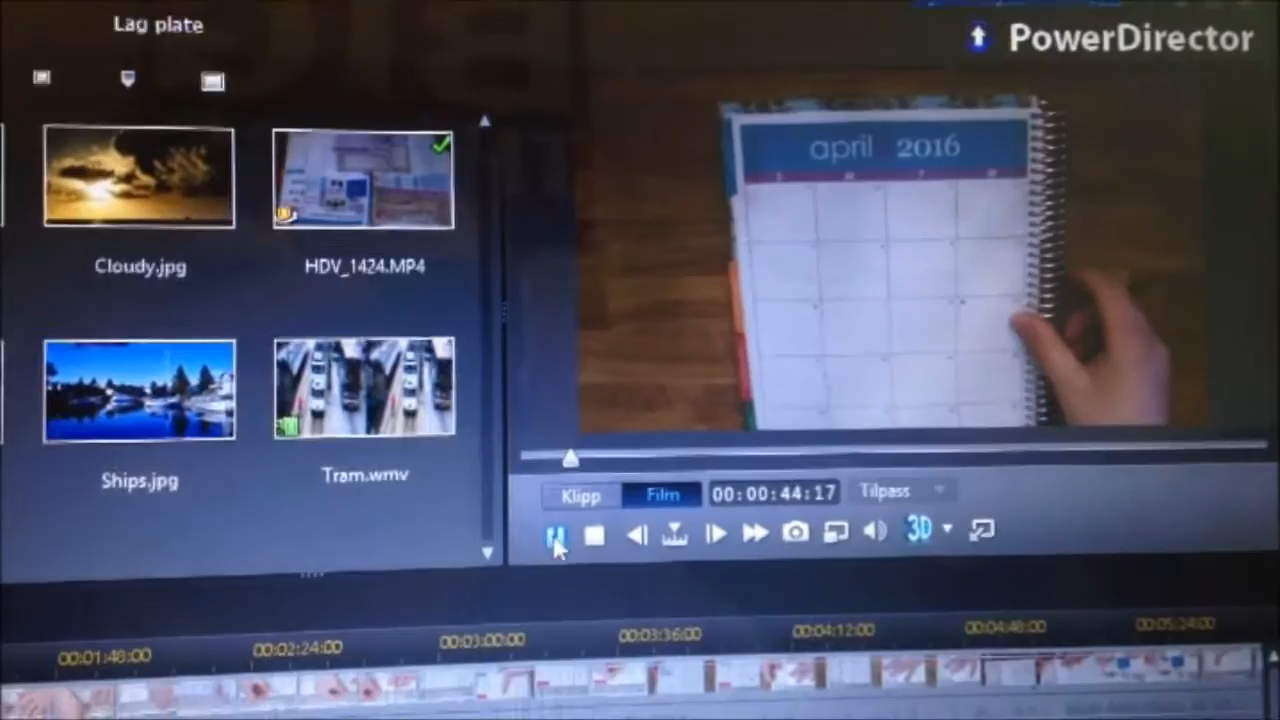 Lag plate
PowerDirector
april 2016
Cloudy.jpg
HDV_1424.MP4
Ships.jpg
Tram.wmv
Klipp
Film
00:00:44:17
Tilpass
3D
00:01:48:00
00:02:24:00
00:03:00:00
00:03:36:00
00:04:12:00
00:04:48:00
00:05:24:00